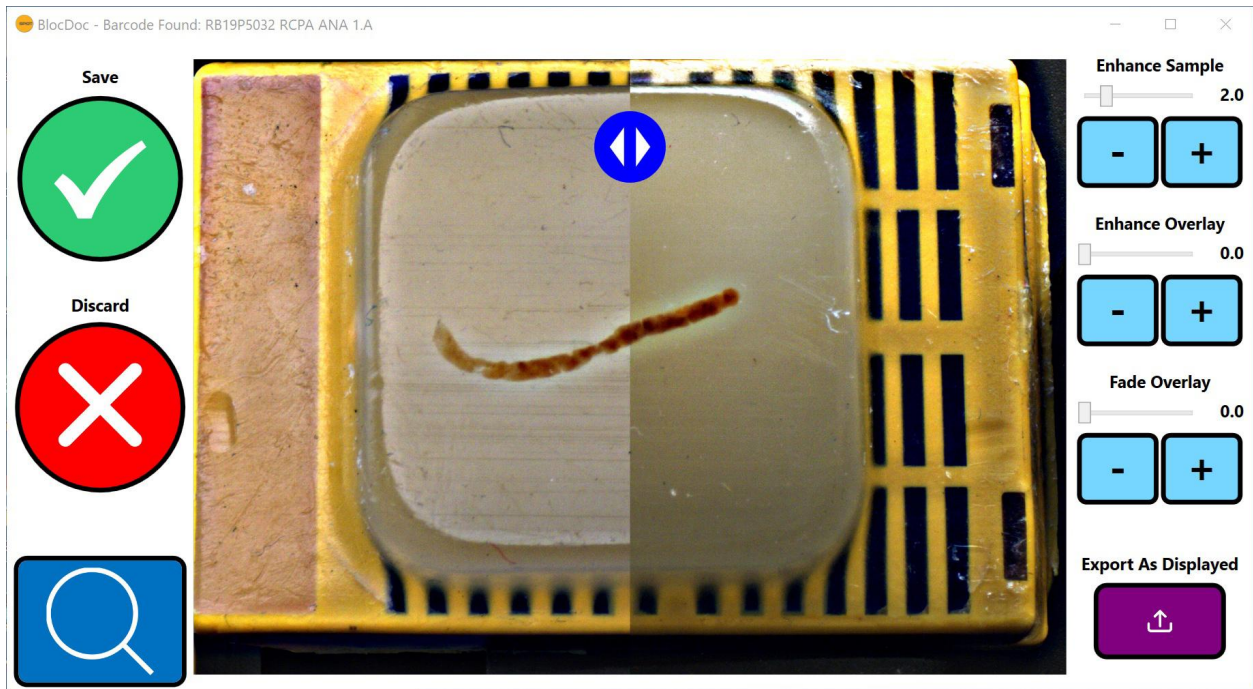 BlocDoc - Barcode Found: RB19P5032 RCPA ANA 1.A
Save
Discard
Enhance Sample
2.0
- +
Enhance Overlay
0.0
- +
Fade Overlay
0.0
- +
Export As Displayed